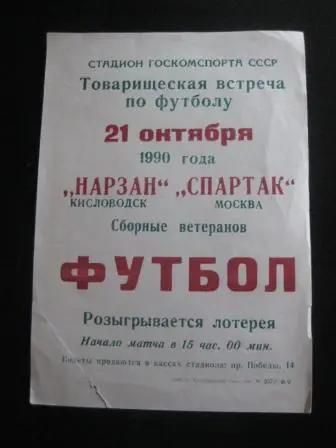 СТАДИОН ГОСКОМСПОРТА СССР
Товарищеская встреча
по футболу
21 октября
1990 года
„НАРЗАН“ „СПАРТАК“
КИСЛОВОДСК МОСКВА
Сборные ветеранов
ФУТБОЛ
Розыгрывается лотерея
Начало матча в 15 час. 00 мин.
Билеты продаются в кассах стадиона: пр. Победы, 14